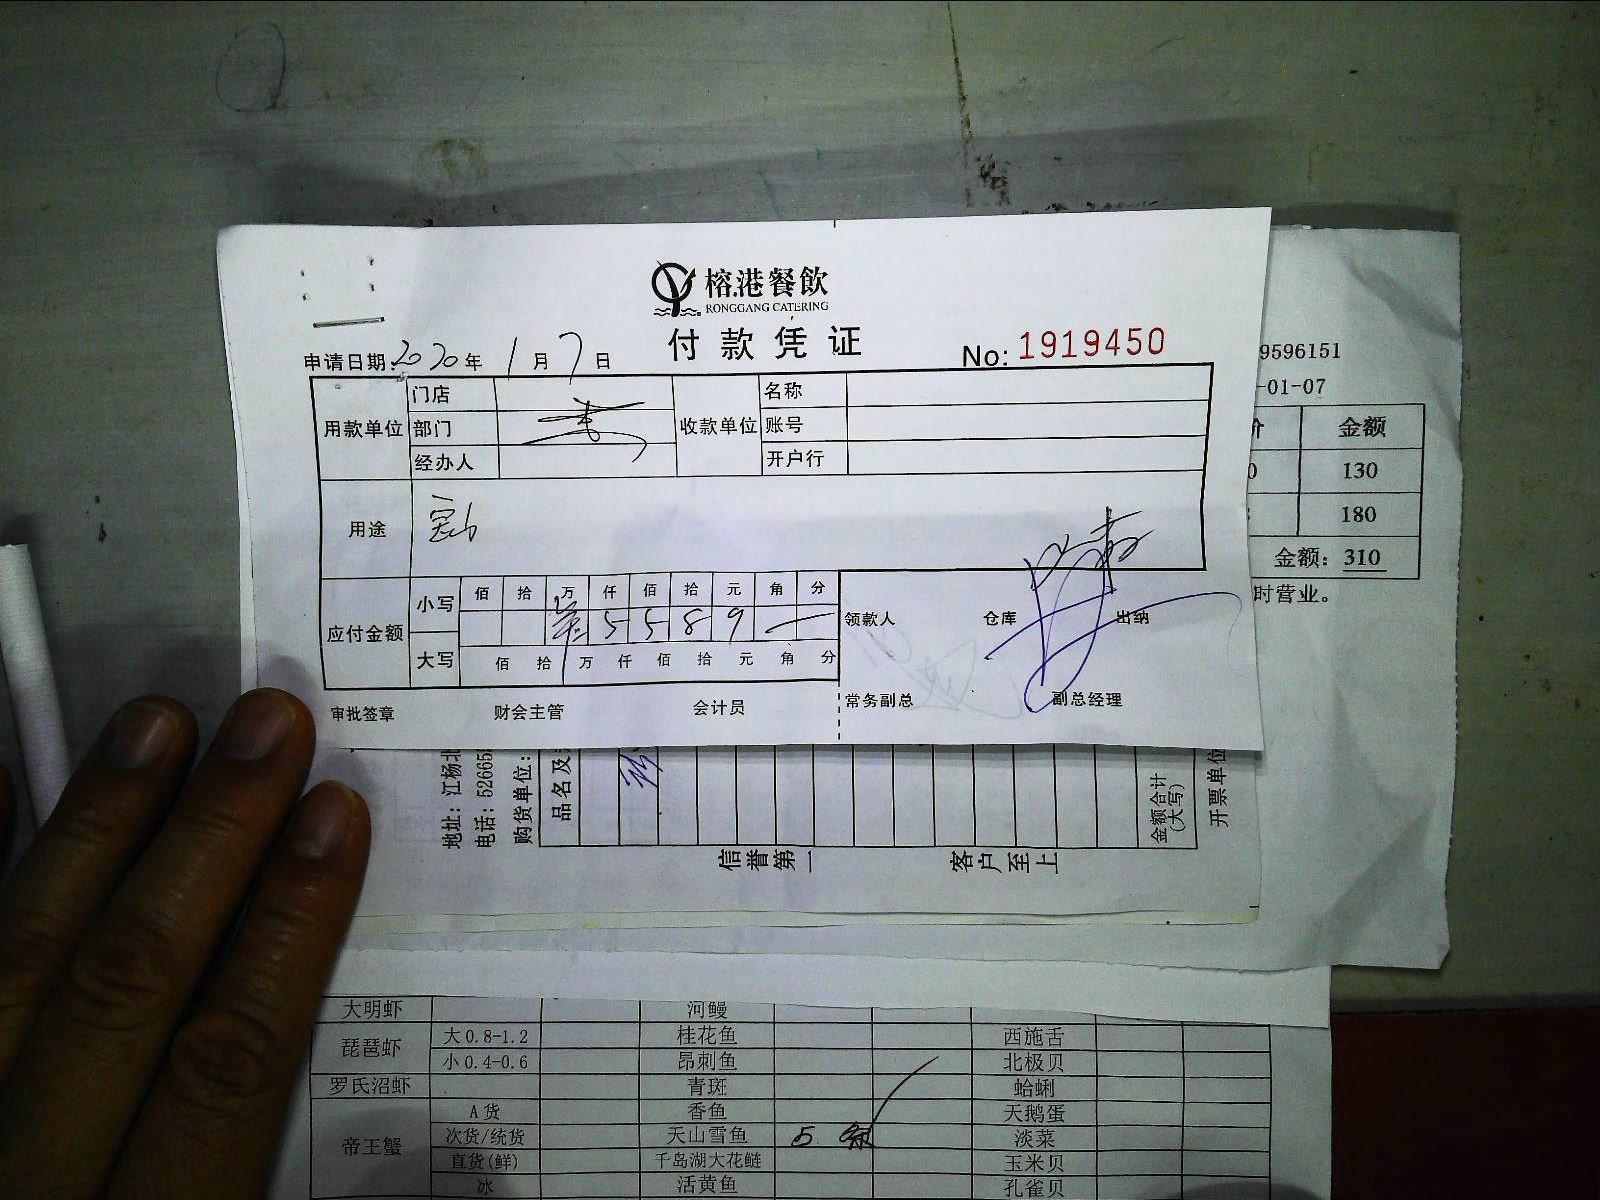 榕港餐飲
RONGGANG CATERING
付款凭证
申请日期 2020 年 1 月 7 日
No: 1919450
用款单位 门店 收款单位 名称
部门 账号
经办人 开户行
用途
应付金额 小写 佰 拾 万 仟 佰 拾 元 角 分
5 5 8 9
大写 佰 拾 万 仟 佰 拾 元 角 分
领款人 仓库 出纳
审批签章 财会主管 会计员 常务副总 副总经理
9596151
-01-07
价 金额
0 130
180
金额：310
时营业。
地址：江杨北
电话：52665
购货单位：
品名及
金额合计
(大写)
开票单位
信誉第一 客户至上
大明虾 河鳗
琵琶虾 大0.8-1.2 桂花鱼 西施舌
小0.4-0.6 昂刺鱼 北极贝
罗氏沼虾 青斑 蛤蜊
帝王蟹 A货 香鱼 天鹅蛋
次货/统货 天山雪鱼 5 淡菜
直货(鲜) 千岛湖大花鲢 玉米贝
冰 活黄鱼 孔雀贝